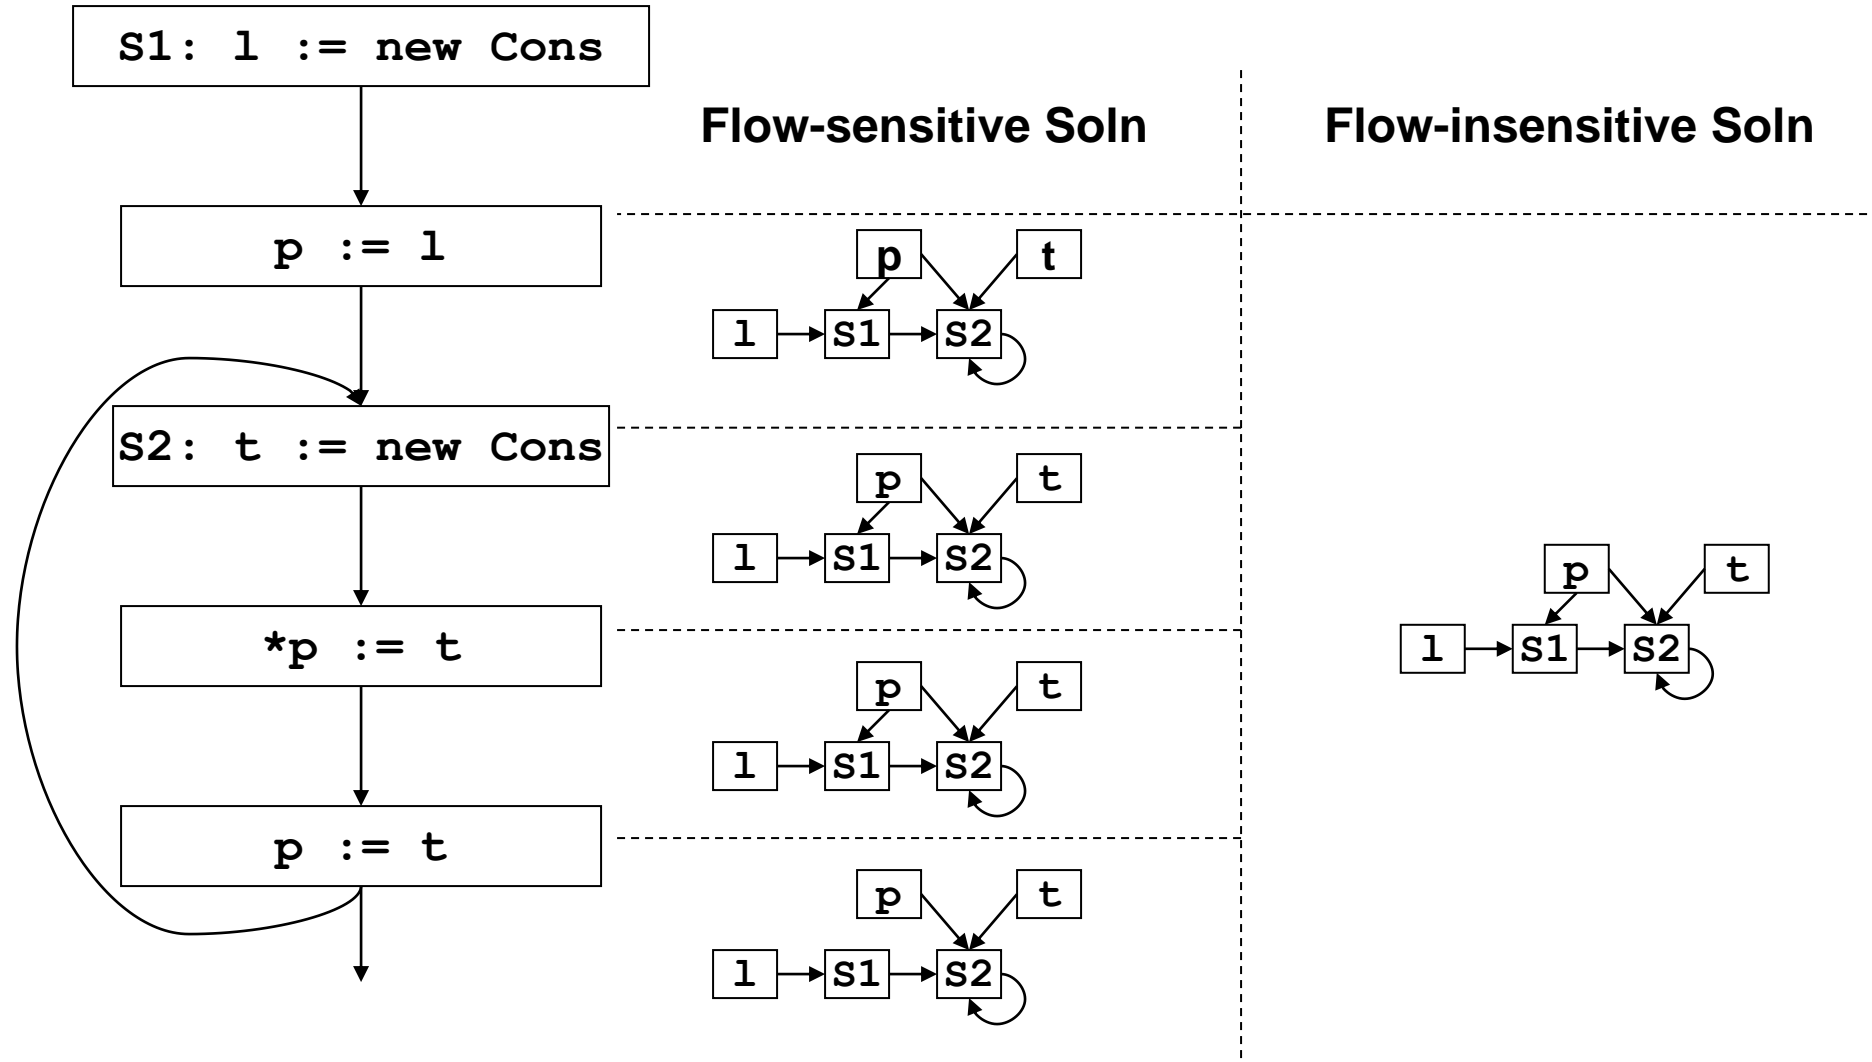 S1: l := new Cons
Flow-sensitive Soln
Flow-insensitive Soln
p := l
p
t
l
S1
S2
S2: t := new Cons
p
t
l
S1
S2
*p := t
p
t
l
S1
S2
p := t
p
t
l
S1
S2
p
t
l
S1
S2